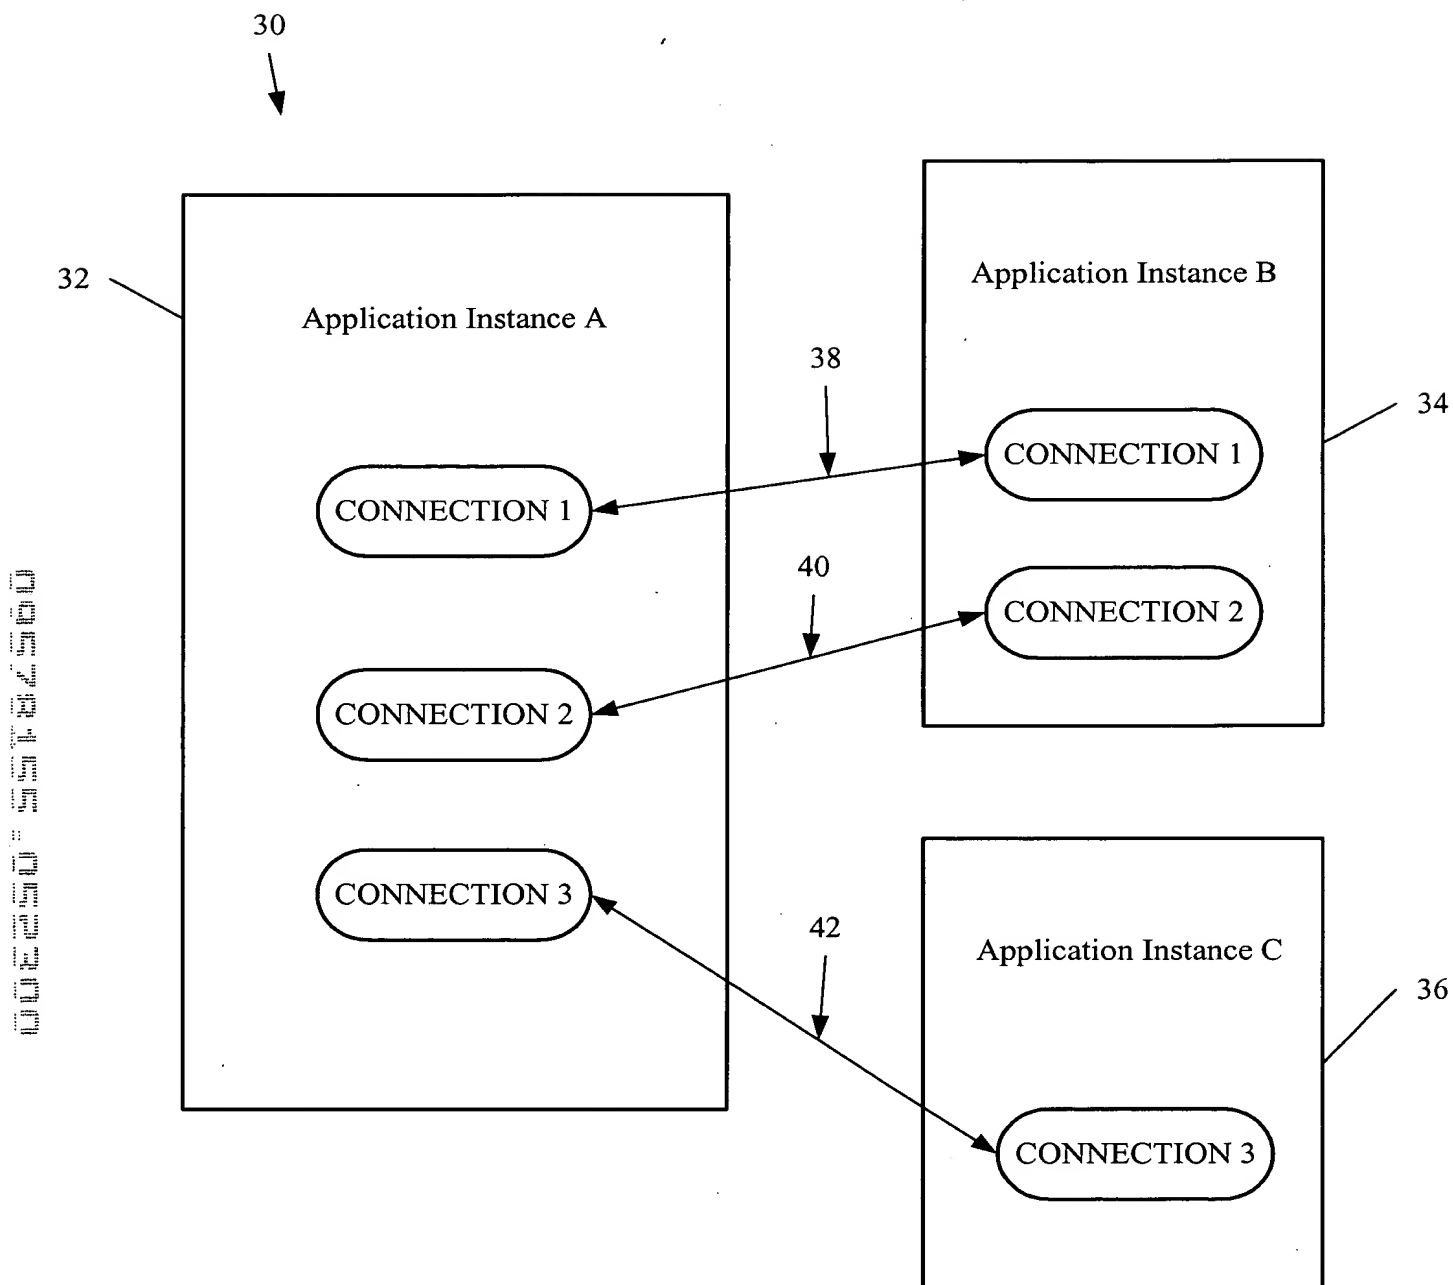 30
32
Application Instance A
Application Instance B
38
34
CONNECTION 1
CONNECTION 1
40
CONNECTION 2
CONNECTION 2
CONNECTION 3
42
Application Instance C
36
CONNECTION 3